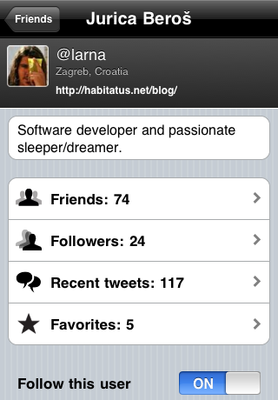 Friends
Jurica Beroš
@larna
Zagreb, Croatia
http://habitatus.net/blog/
Software developer and passionate
sleeper/dreamer.
Friends: 74
Followers: 24
Recent tweets: 117
Favorites: 5
Follow this user
ON